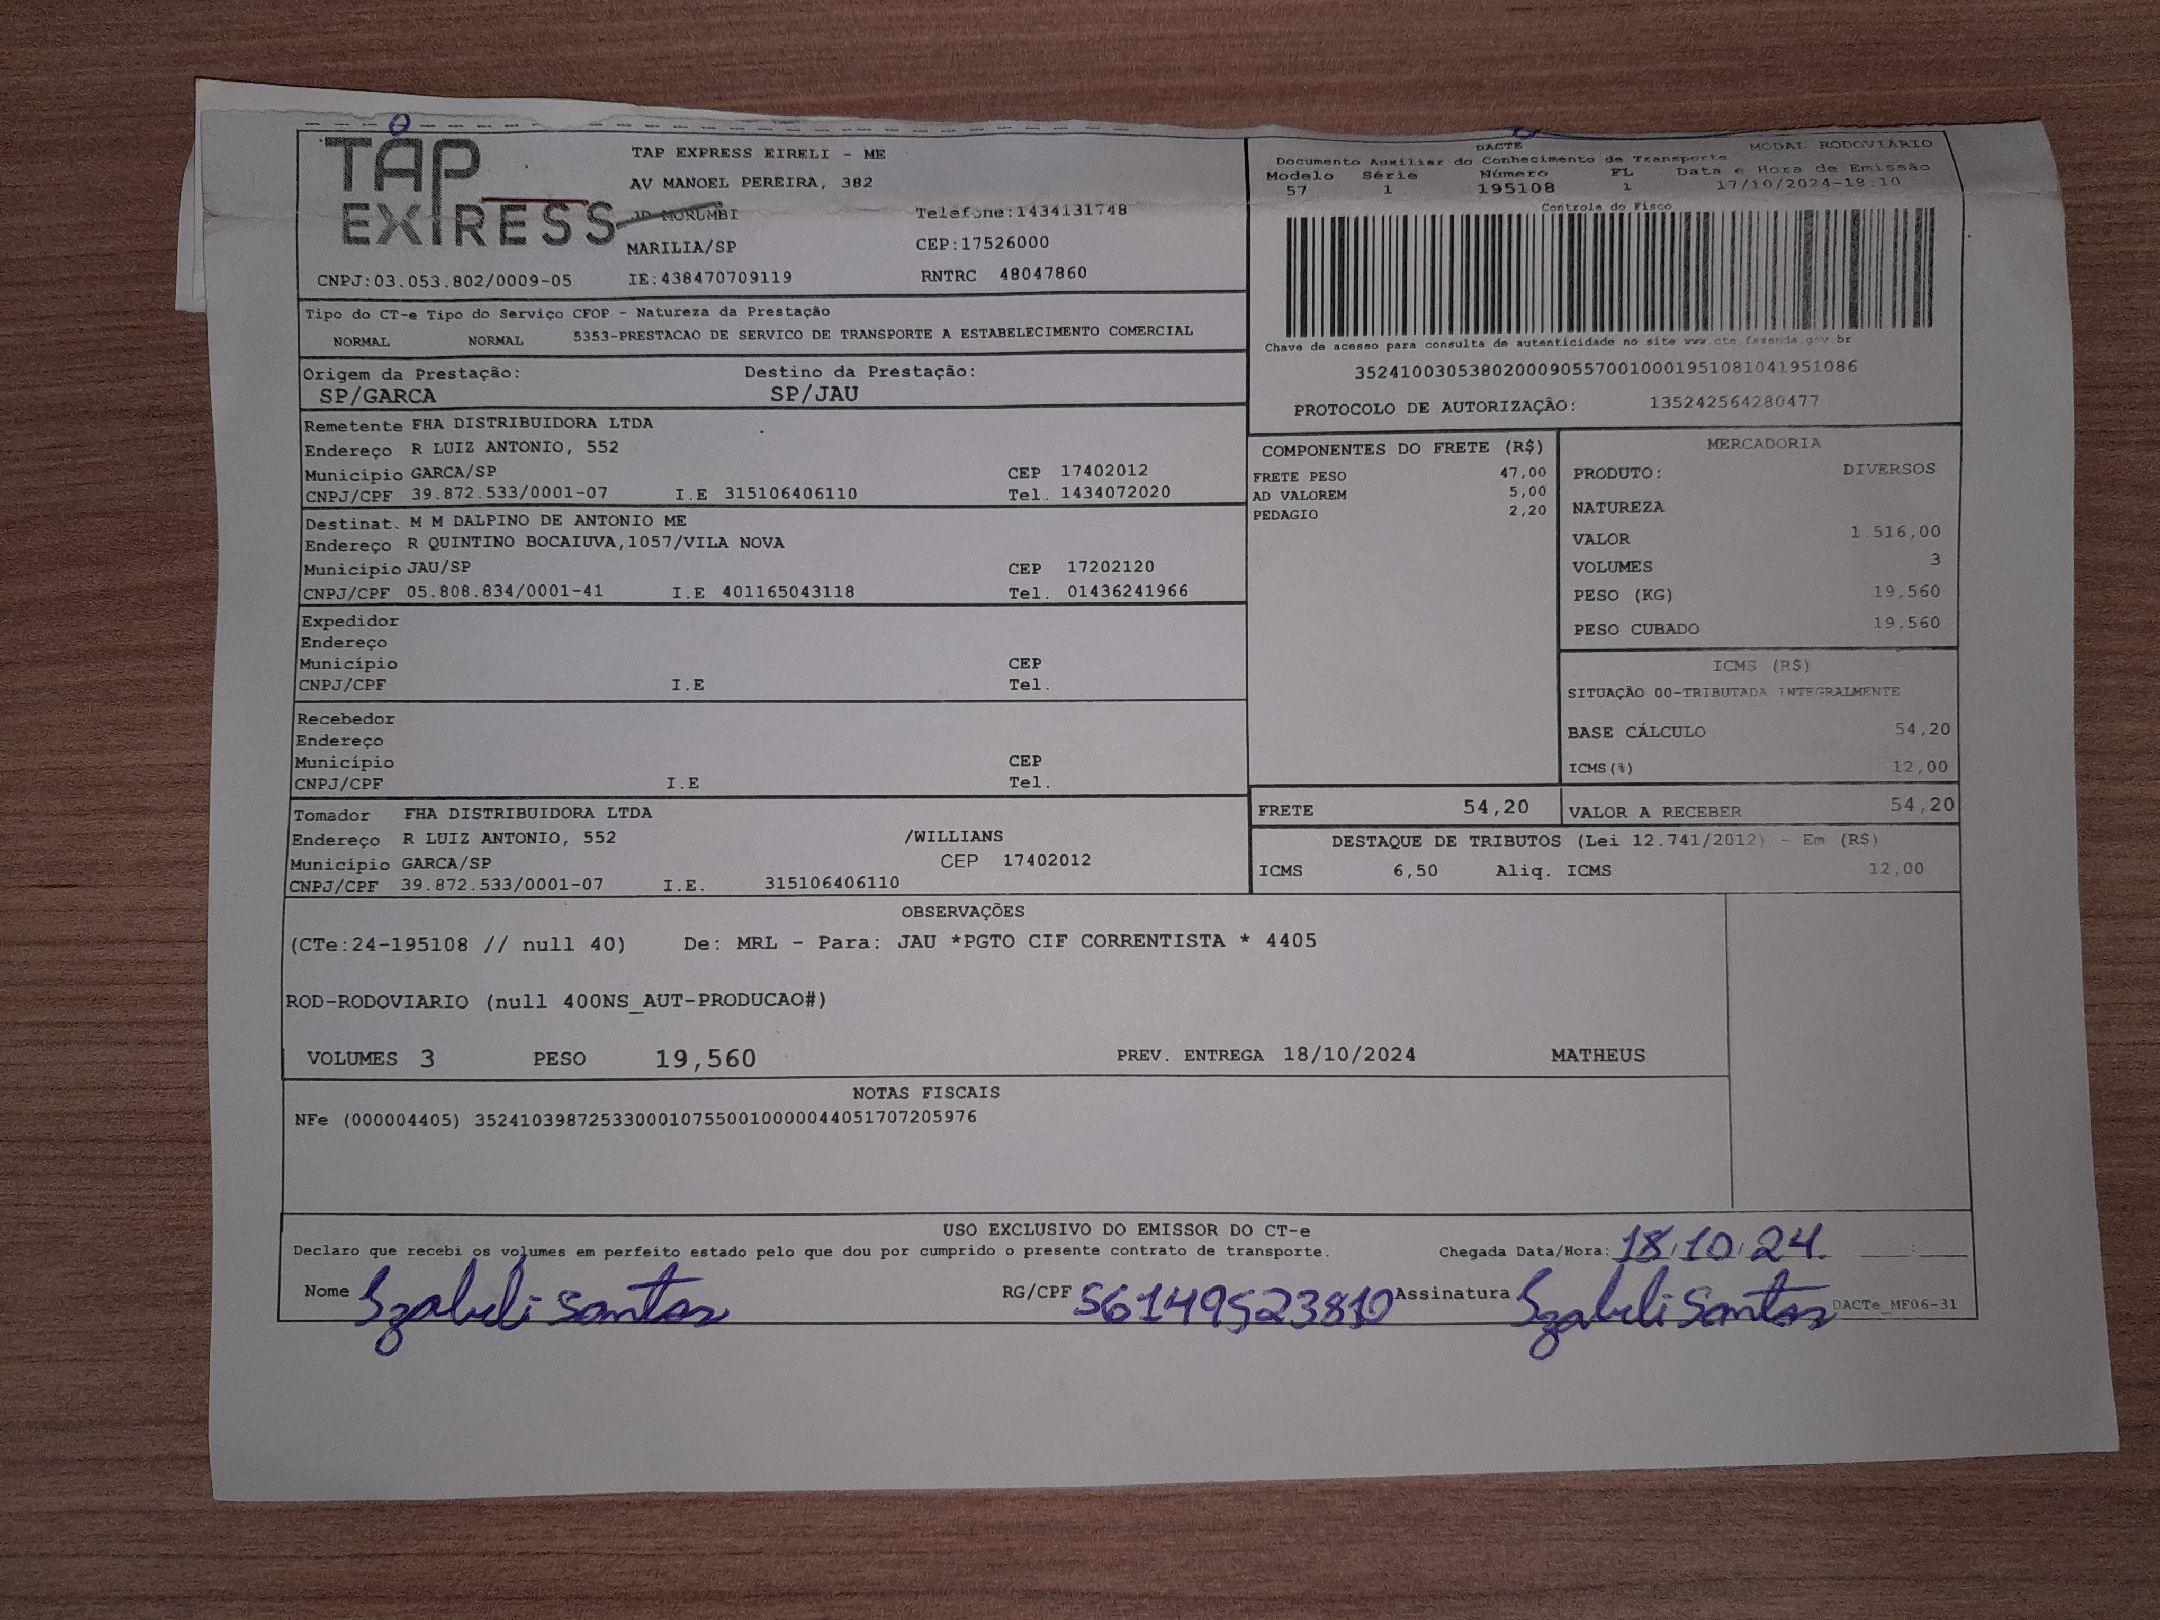 TAP EXPRESS EIRELI - ME
AV MANOEL PEREIRA, 382
TAP
EXPRESS
JD MORUMBI
Telefone:1434131748
MARILIA/SP
CEP:17526000
CNPJ:03.053.802/0009-05
IE:438470709119
RNTRC 48047860
DACTE
MODAL RODOVIÁRIO
Documento Auxiliar do Conhecimento de Transporte
Modelo Série Número FL Data e Hora de Emissão
57 1 195108 1 17/10/2024-18:10
Controle do Fisco
Chave de acesso para consulta de autenticidade no site www.cte.fazenda.gov.br
35241003053802000905570010001951081041951086
PROTOCOLO DE AUTORIZAÇÃO: 135242564280477
Tipo do CT-e Tipo do Serviço CFOP - Natureza da Prestação
NORMAL NORMAL 5353-PRESTACAO DE SERVICO DE TRANSPORTE A ESTABELECIMENTO COMERCIAL
Origem da Prestação: Destino da Prestação:
SP/GARCA SP/JAU
Remetente FHA DISTRIBUIDORA LTDA
Endereço R LUIZ ANTONIO, 552
Município GARCA/SP CEP 17402012
CNPJ/CPF 39.872.533/0001-07 I.E 315106406110 Tel. 1434072020
Destinat. M M DALPINO DE ANTONIO ME
Endereço R QUINTINO BOCAIUVA,1057/VILA NOVA
Município JAU/SP CEP 17202120
CNPJ/CPF 05.808.834/0001-41 I.E 401165043118 Tel. 01436241966
Expedidor
Endereço
Município CEP
CNPJ/CPF I.E Tel.
Recebedor
Endereço
Município CEP
CNPJ/CPF I.E Tel.
Tomador FHA DISTRIBUIDORA LTDA
Endereço R LUIZ ANTONIO, 552 /WILLIANS
Município GARCA/SP CEP 17402012
CNPJ/CPF 39.872.533/0001-07 I.E. 315106406110
COMPONENTES DO FRETE (R$)
FRETE PESO 47,00
AD VALOREM 5,00
PEDAGIO 2,20
MERCADORIA
PRODUTO: DIVERSOS
NATUREZA
VALOR 1.516,00
VOLUMES 3
PESO (KG) 19,560
PESO CUBADO 19,560
ICMS (R$)
SITUAÇÃO 00-TRIBUTADA INTEGRALMENTE
BASE CÁLCULO 54,20
ICMS(%) 12,00
FRETE 54,20
VALOR A RECEBER 54,20
DESTAQUE DE TRIBUTOS (Lei 12.741/2012) - Em (R$)
ICMS 6,50 Aliq. ICMS 12,00
OBSERVAÇÕES
(CTe:24-195108 // null 40) De: MRL - Para: JAU *PGTO CIF CORRENTISTA * 4405
ROD-RODOVIARIO (null 400NS_AUT-PRODUCAO#)
VOLUMES 3 PESO 19,560 PREV. ENTREGA 18/10/2024 MATHEUS
NOTAS FISCAIS
NFe (000004405) 35241039872533000107550010000044051707205976
USO EXCLUSIVO DO EMISSOR DO CT-e
Declaro que recebi os volumes em perfeito estado pelo que dou por cumprido o presente contrato de transporte. Chegada Data/Hora: 18/10/24 __:__
Nome Izabeli Santos RG/CPF 56149523810 Assinatura Izabeli Santos
DACTe_MF06-31